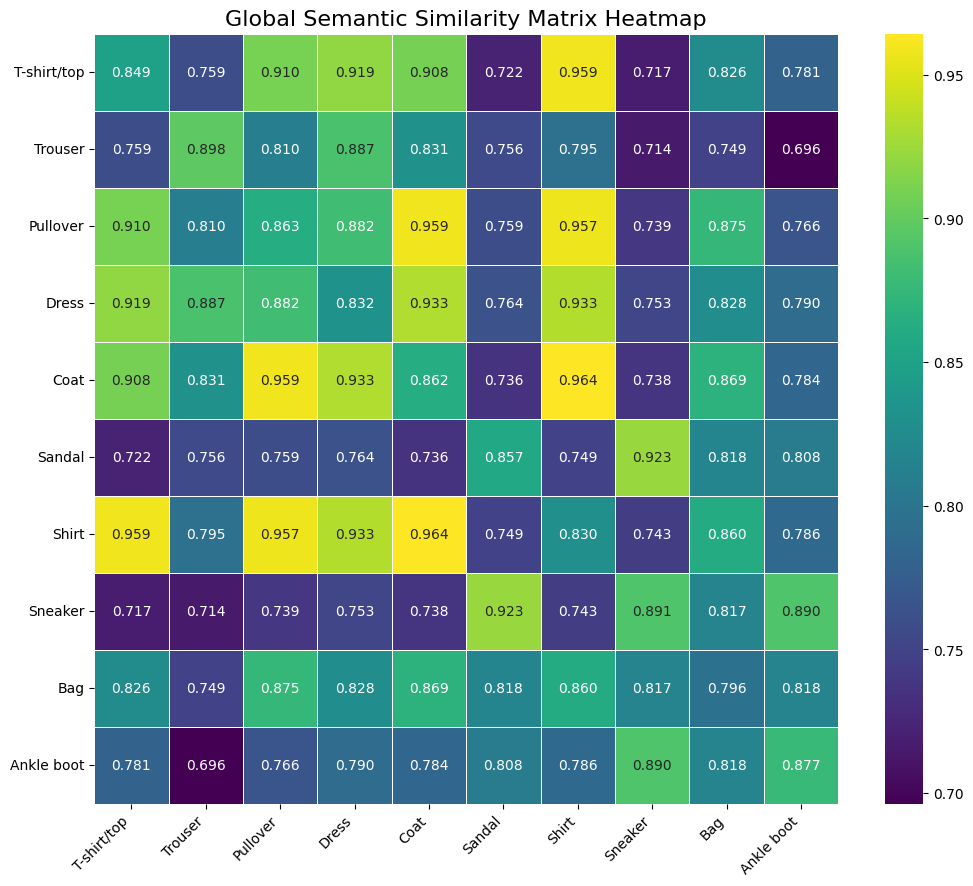 Global Semantic Similarity Matrix Heatmap
T-shirt/top 0.849 0.759 0.910 0.919 0.908 0.722 0.959 0.717 0.826 0.781
Trouser 0.759 0.898 0.810 0.887 0.831 0.756 0.795 0.714 0.749 0.696
Pullover 0.910 0.810 0.863 0.882 0.959 0.759 0.957 0.739 0.875 0.766
Dress 0.919 0.887 0.882 0.832 0.933 0.764 0.933 0.753 0.828 0.790
Coat 0.908 0.831 0.959 0.933 0.862 0.736 0.964 0.738 0.869 0.784
Sandal 0.722 0.756 0.759 0.764 0.736 0.857 0.749 0.923 0.818 0.808
Shirt 0.959 0.795 0.957 0.933 0.964 0.749 0.830 0.743 0.860 0.786
Sneaker 0.717 0.714 0.739 0.753 0.738 0.923 0.743 0.891 0.817 0.890
Bag 0.826 0.749 0.875 0.828 0.869 0.818 0.860 0.817 0.796 0.818
Ankle boot 0.781 0.696 0.766 0.790 0.784 0.808 0.786 0.890 0.818 0.877
T-shirt/top Trouser Pullover Dress Coat Sandal Shirt Sneaker Bag Ankle boot
0.95
0.90
0.85
0.80
0.75
0.70